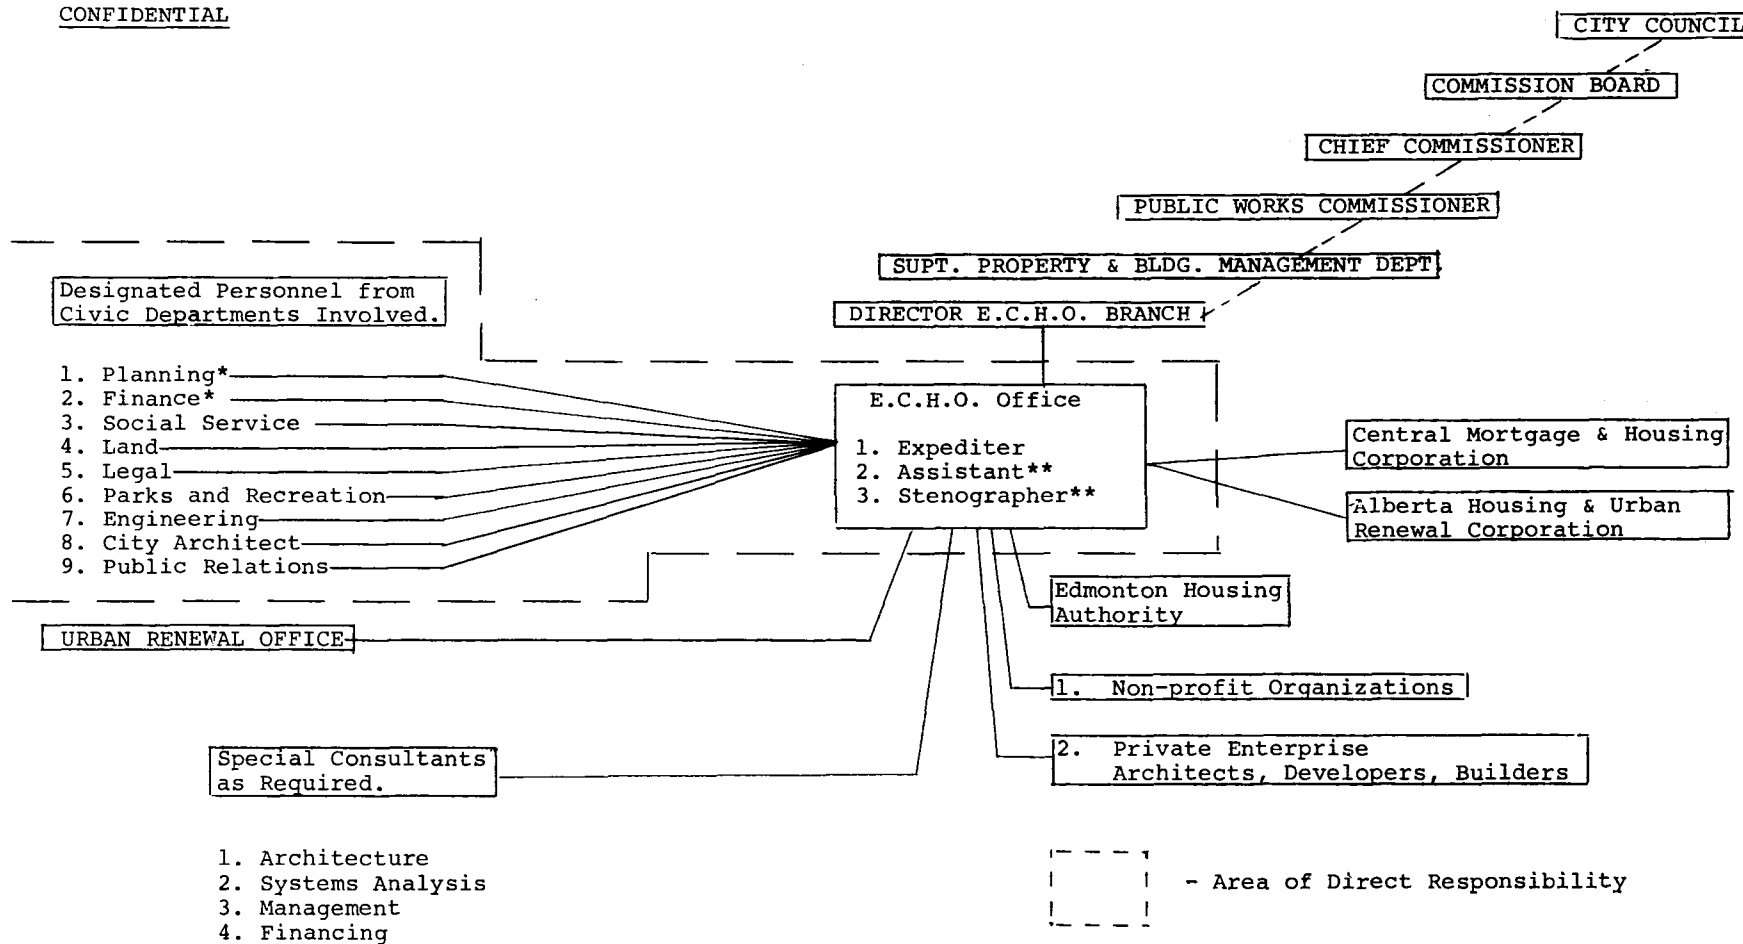 CONFIDENTIAL
CITY COUNCIL
COMMISSION BOARD
CHIEF COMMISSIONER
PUBLIC WORKS COMMISSIONER
SUPT. PROPERTY & BLDG. MANAGEMENT DEPT
DIRECTOR E.C.H.O. BRANCH
Designated Personnel from
Civic Departments Involved.
1. Planning*
2. Finance*
3. Social Service
4. Land
5. Legal
6. Parks and Recreation
7. Engineering
8. City Architect
9. Public Relations
E.C.H.O. Office
1. Expediter
2. Assistant**
3. Stenographer**
Central Mortgage & Housing
Corporation
Alberta Housing & Urban
Renewal Corporation
Edmonton Housing
Authority
URBAN RENEWAL OFFICE
1. Non-profit Organizations
2. Private Enterprise
Architects, Developers, Builders
Special Consultants
as Required.
1. Architecture
2. Systems Analysis
3. Management
4. Financing
- Area of Direct Responsibility